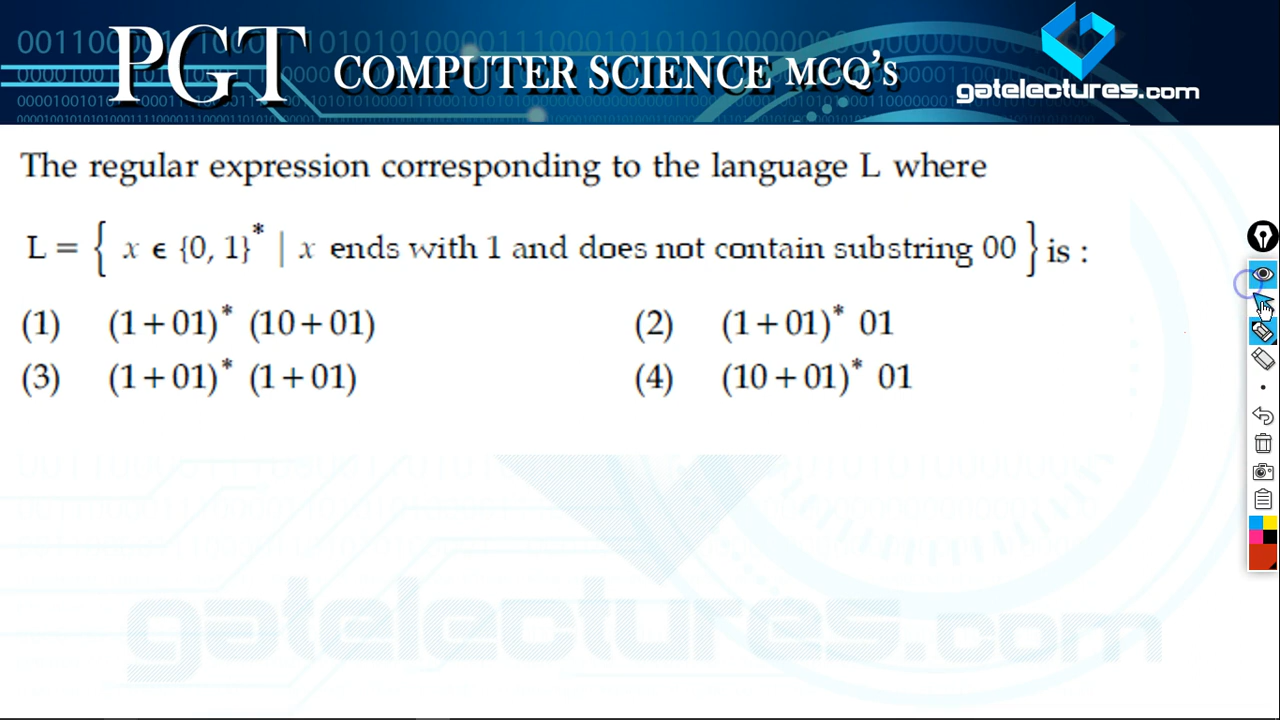 PGT COMPUTER SCIENCE MCQ's
gatelectures.com
The regular expression corresponding to the language L where
L = { x ϵ {0, 1}* | x ends with 1 and does not contain substring 00 } is :
(1) (1 + 01)* (10 + 01) (2) (1 + 01)* 01
(3) (1 + 01)* (1 + 01) (4) (10 + 01)* 01
gatelectures.com